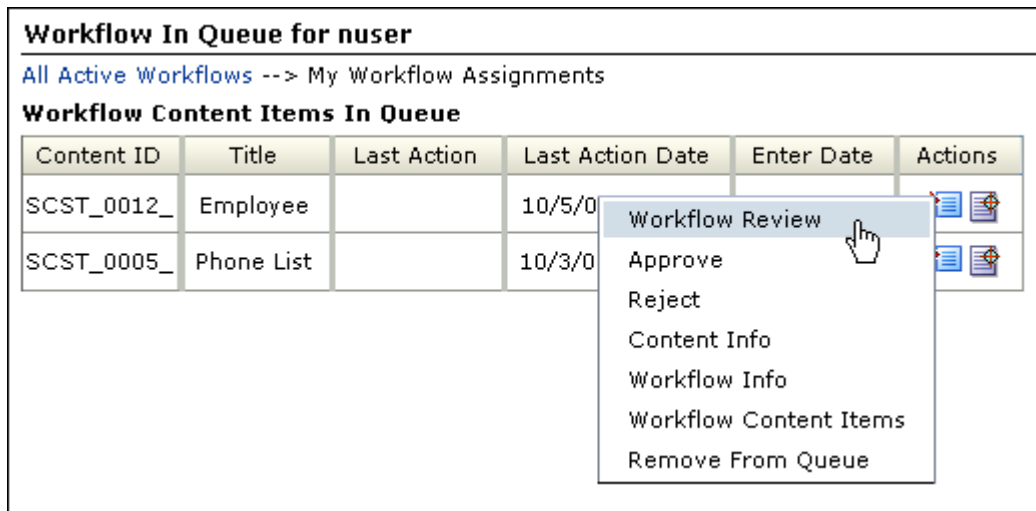 Workflow In Queue for nuser
All Active Workflows --> My Workflow Assignments
Workflow Content Items In Queue
Content ID Title Last Action Last Action Date Enter Date Actions
SCST_0012_ Employee 10/5/0
SCST_0005_ Phone List 10/3/0
Workflow Review
Approve
Reject
Content Info
Workflow Info
Workflow Content Items
Remove From Queue